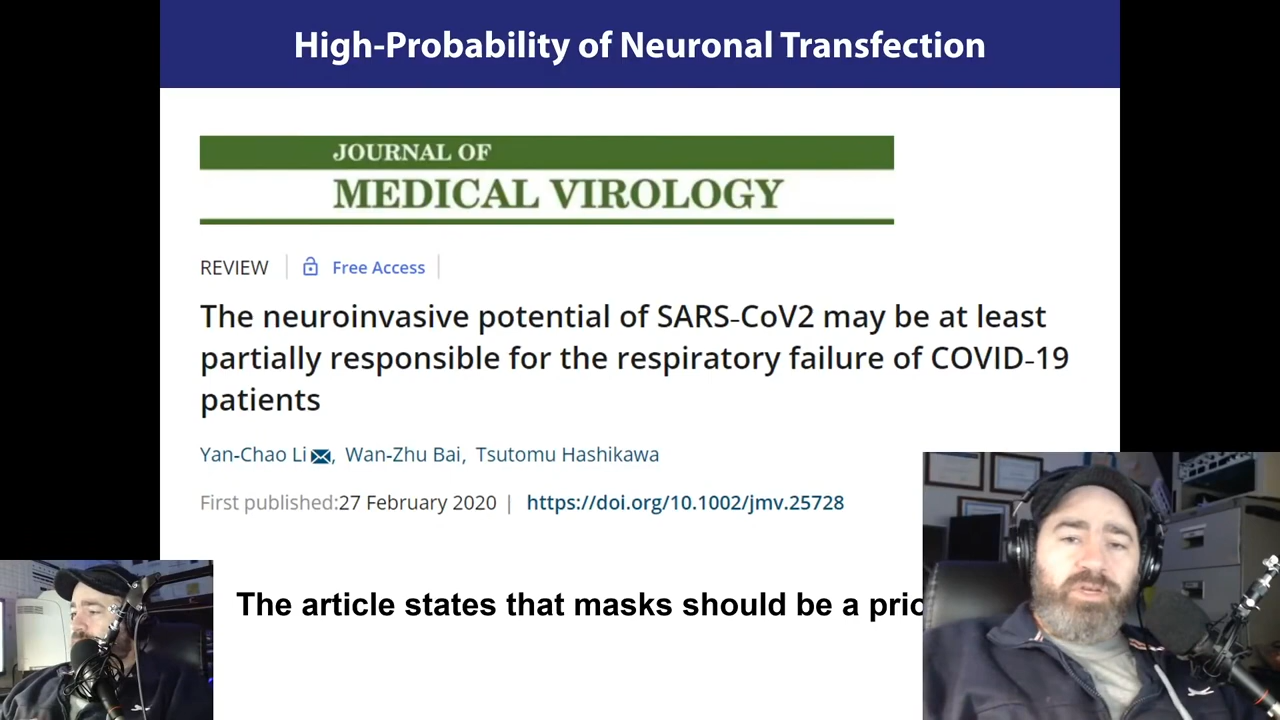 High-Probability of Neuronal Transfection
JOURNAL OF
MEDICAL VIROLOGY
REVIEW | Free Access |
The neuroinvasive potential of SARS-CoV2 may be at least
partially responsible for the respiratory failure of COVID-19
patients
Yan-Chao Li, Wan-Zhu Bai, Tsutomu Hashikawa
First published:27 February 2020 | https://doi.org/10.1002/jmv.25728
The article states that masks should be a